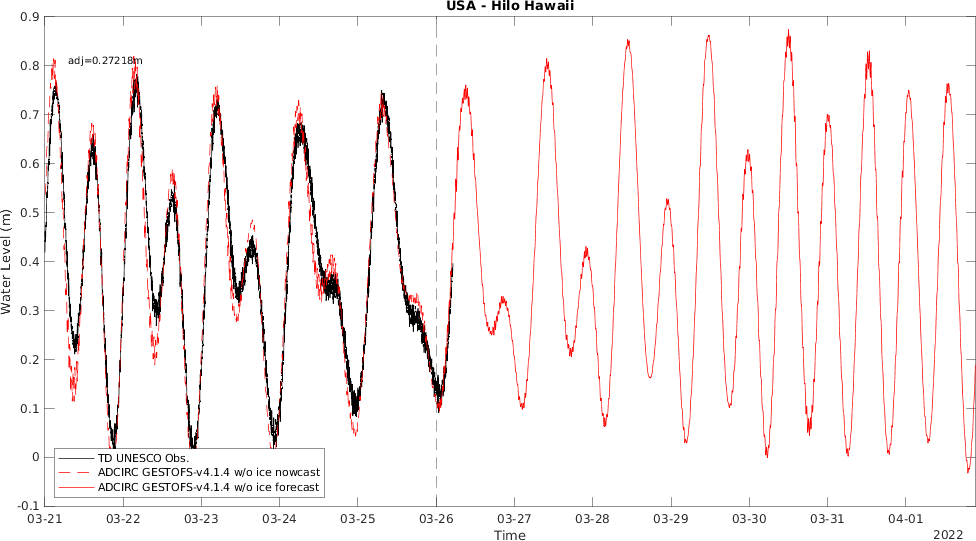 USA - Hilo Hawaii
adj=0.27218m
Water Level (m)
0.9
0.8
0.7
0.6
0.5
0.4
0.3
0.2
0.1
0
-0.1
TD UNESCO Obs.
ADCIRC GESTOFS-v4.1.4 w/o ice nowcast
ADCIRC GESTOFS-v4.1.4 w/o ice forecast
03-21 03-22 03-23 03-24 03-25 03-26 03-27 03-28 03-29 03-30 03-31 04-01
Time
2022